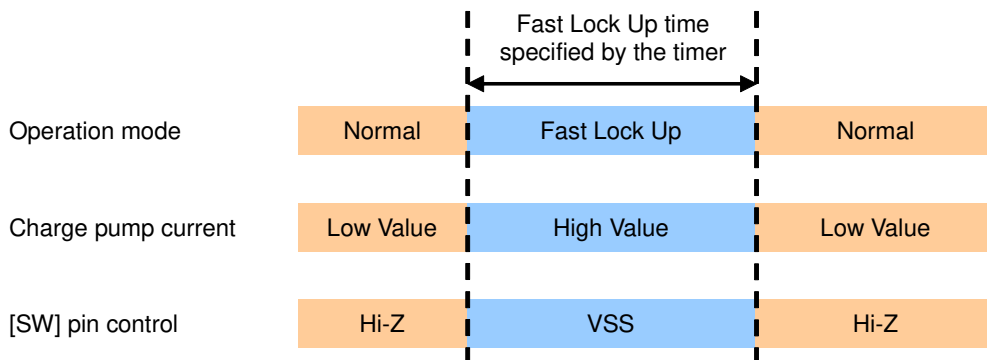 Fast Lock Up time
specified by the timer
Operation mode
Normal
Fast Lock Up
Normal
Charge pump current
Low Value
High Value
Low Value
[SW] pin control
Hi-Z
VSS
Hi-Z